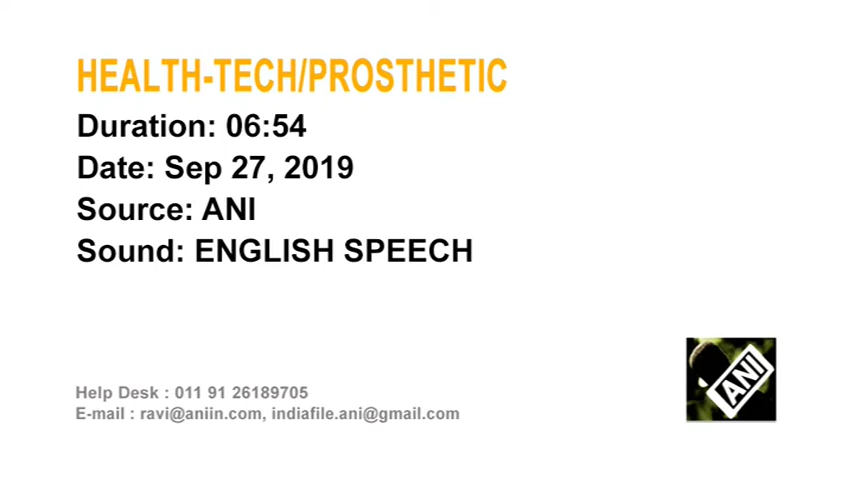 HEALTH-TECH/PROSTHETIC
Duration: 06:54
Date: Sep 27, 2019
Source: ANI
Sound: ENGLISH SPEECH
Help Desk : 011 91 26189705
E-mail : ravi@aniin.com, indiafile.ani@gmail.com
ANI